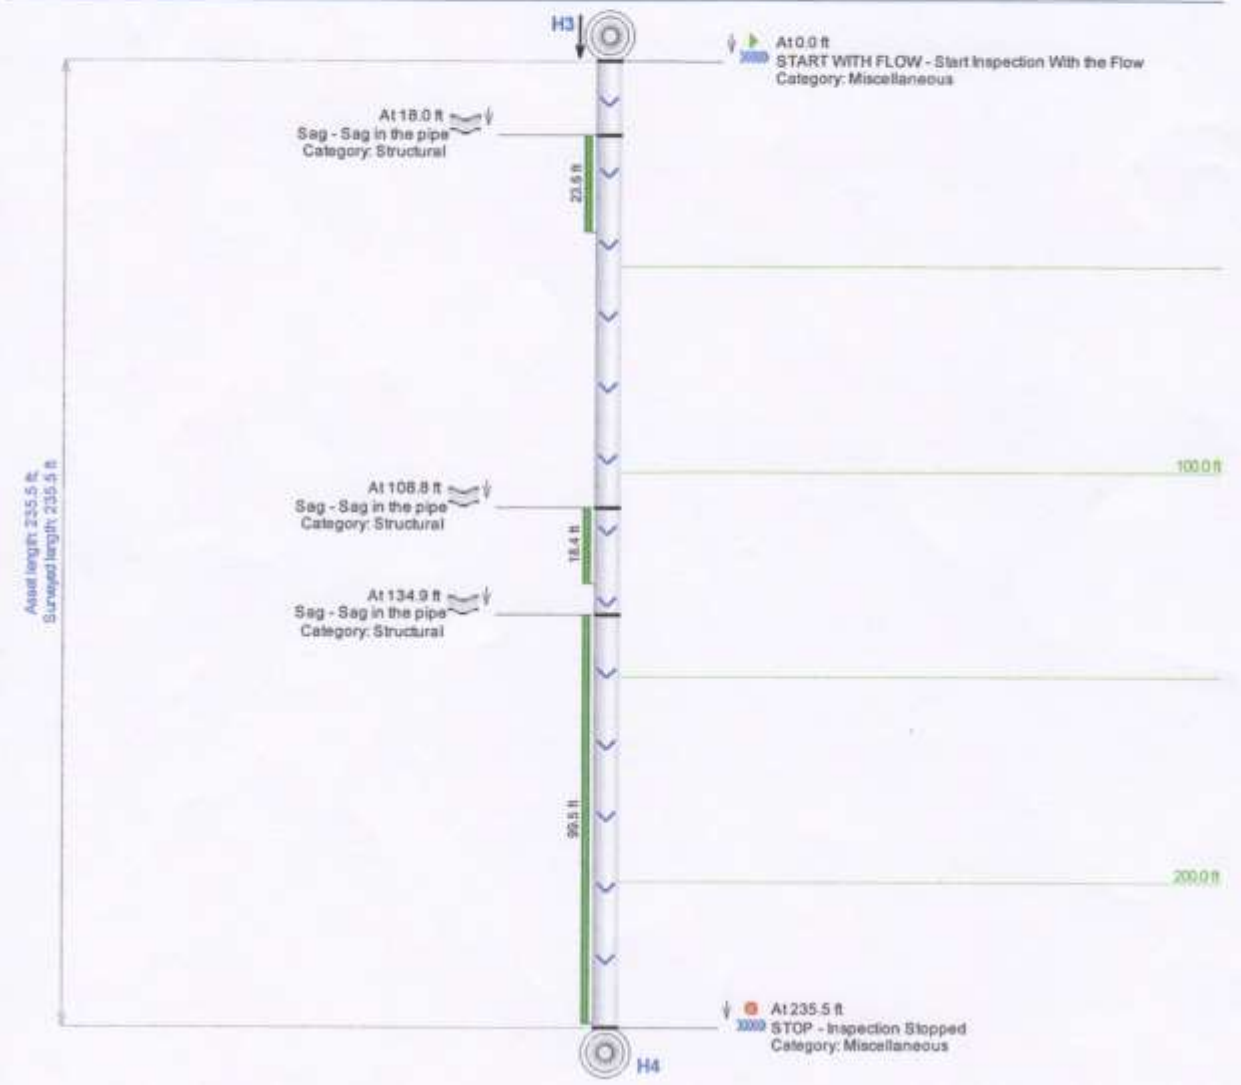 H3
At 0.0 ft
START WITH FLOW - Start Inspection With the Flow
Category: Miscellaneous
At 18.0 ft
Sag - Sag in the pipe
Category: Structural
23.6 ft
100.0 ft
At 108.8 ft
Sag - Sag in the pipe
Category: Structural
18.4 ft
Asset length: 235.5 ft.
Surveyed length: 235.5 ft
At 134.9 ft
Sag - Sag in the pipe
Category: Structural
99.5 ft
200.0 ft
At 235.5 ft
STOP - Inspection Stopped
Category: Miscellaneous
H4